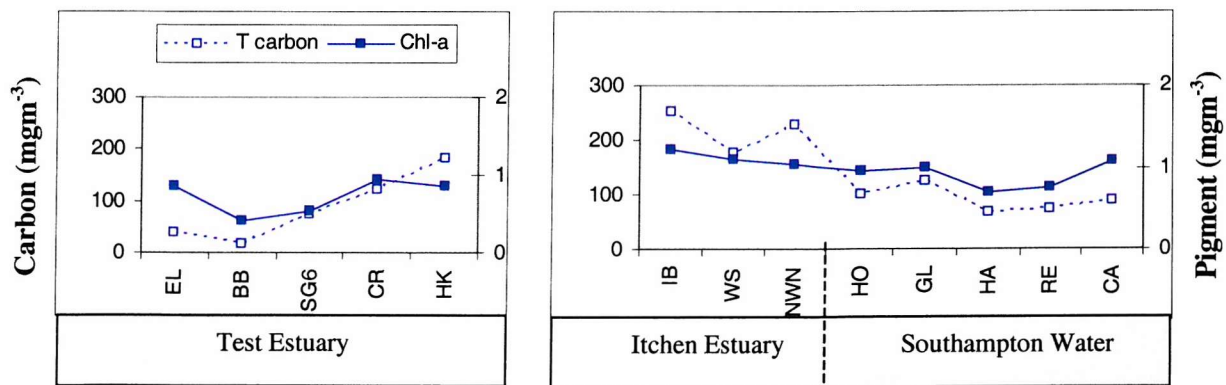 T carbon Chl-a
Carbon (mgm-3)
300
200
100
0
2
1
0
EL BB SG6 CR HK
Test Estuary
300
200
100
0
2
1
0
Pigment (mgm-3)
IB WS NWN HO GL HA RE CA
Itchen Estuary Southampton Water